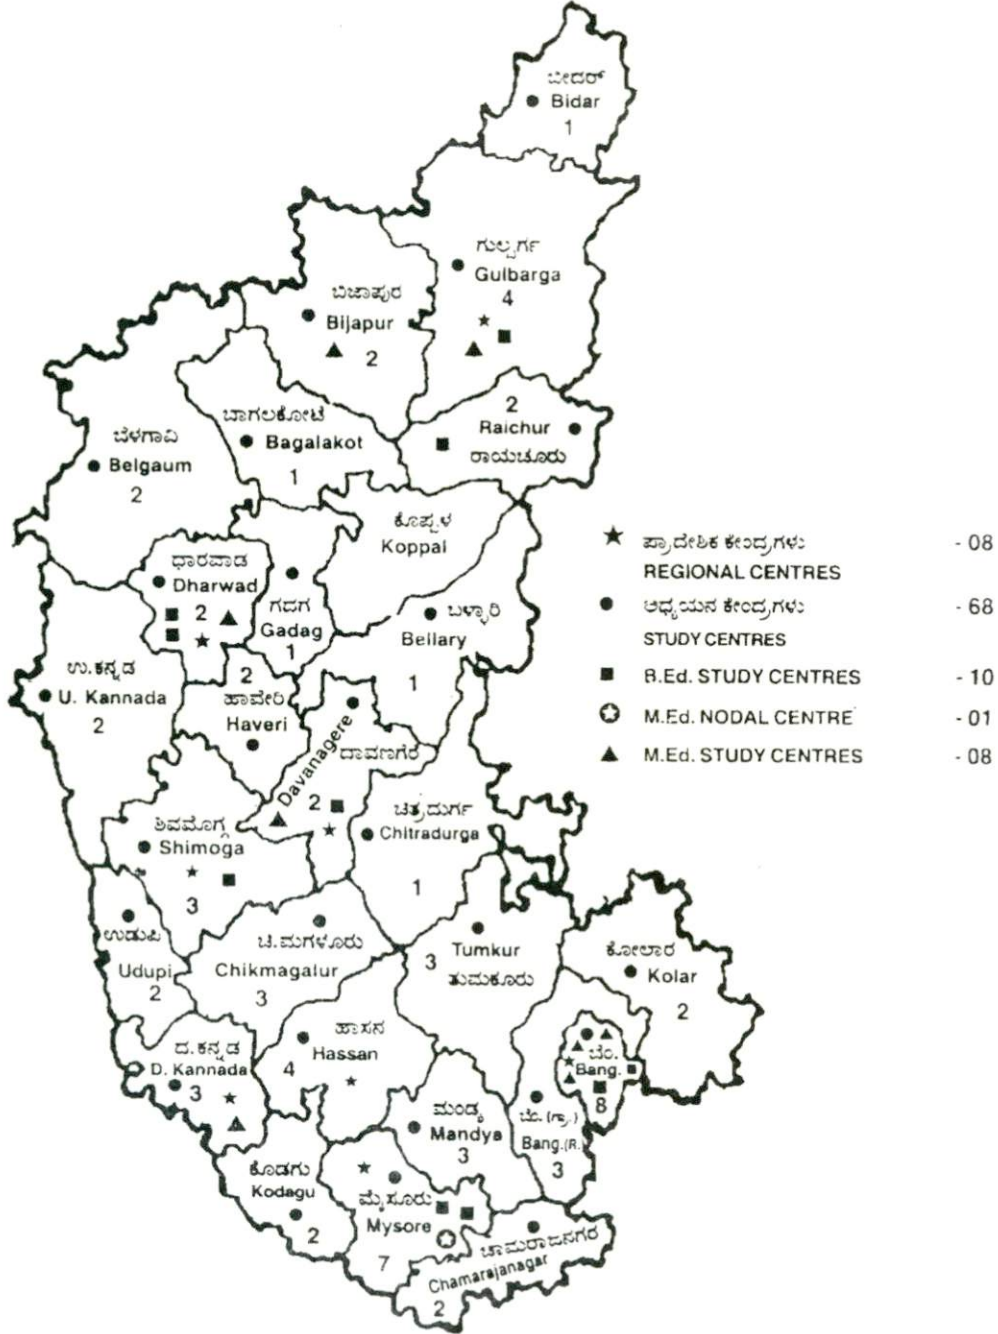 ಬೀದರ್
Bidar
1
ಗುಲ್ಬರ್ಗ
Gulbarga
4
ಬಿಜಾಪುರ
Bijapur
2
2
Raichur
ರಾಯಚೂರು
ಬಾಗಲಕೋಟೆ
Bagalakot
1
ಬೆಳಗಾವಿ
Belgaum
2
ಕೊಪ್ಪಳ
Koppal
ಧಾರವಾಡ
Dharwad
2
ಗದಗ
Gadag
1
ಬಳ್ಳಾರಿ
Bellary
1
ಉ.ಕನ್ನಡ
U. Kannada
2
2
ಹಾವೇರಿ
Haveri
Davanagere
ದಾವಣಗೆರೆ
2
ಶಿವಮೊಗ್ಗ
Shimoga
3
ಚಿತ್ರದುರ್ಗ
Chitradurga
1
ಉಡುಪಿ
Udupi
2
ಚಿ.ಮಗಳೂರು
Chikmagalur
3
3
Tumkur
ತುಮಕೂರು
ಕೋಲಾರ
Kolar
2
ದ.ಕನ್ನಡ
D. Kannada
3
ಹಾಸನ
Hassan
4
ಬೆಂ.
Bang.
8
ಬೆಂ.(ಗ್ರಾ.)
Bang.(R.)
3
ಮಂಡ್ಯ
Mandya
3
ಕೊಡಗು
Kodagu
2
ಮೈಸೂರು
Mysore
7
ಚಾಮರಾಜನಗರ
Chamarajanagar
2
ಪ್ರಾದೇಶಿಕ ಕೇಂದ್ರಗಳು - 08
REGIONAL CENTRES
ಅಧ್ಯಯನ ಕೇಂದ್ರಗಳು - 68
STUDY CENTRES
B.Ed. STUDY CENTRES - 10
M.Ed. NODAL CENTRE - 01
M.Ed. STUDY CENTRES - 08